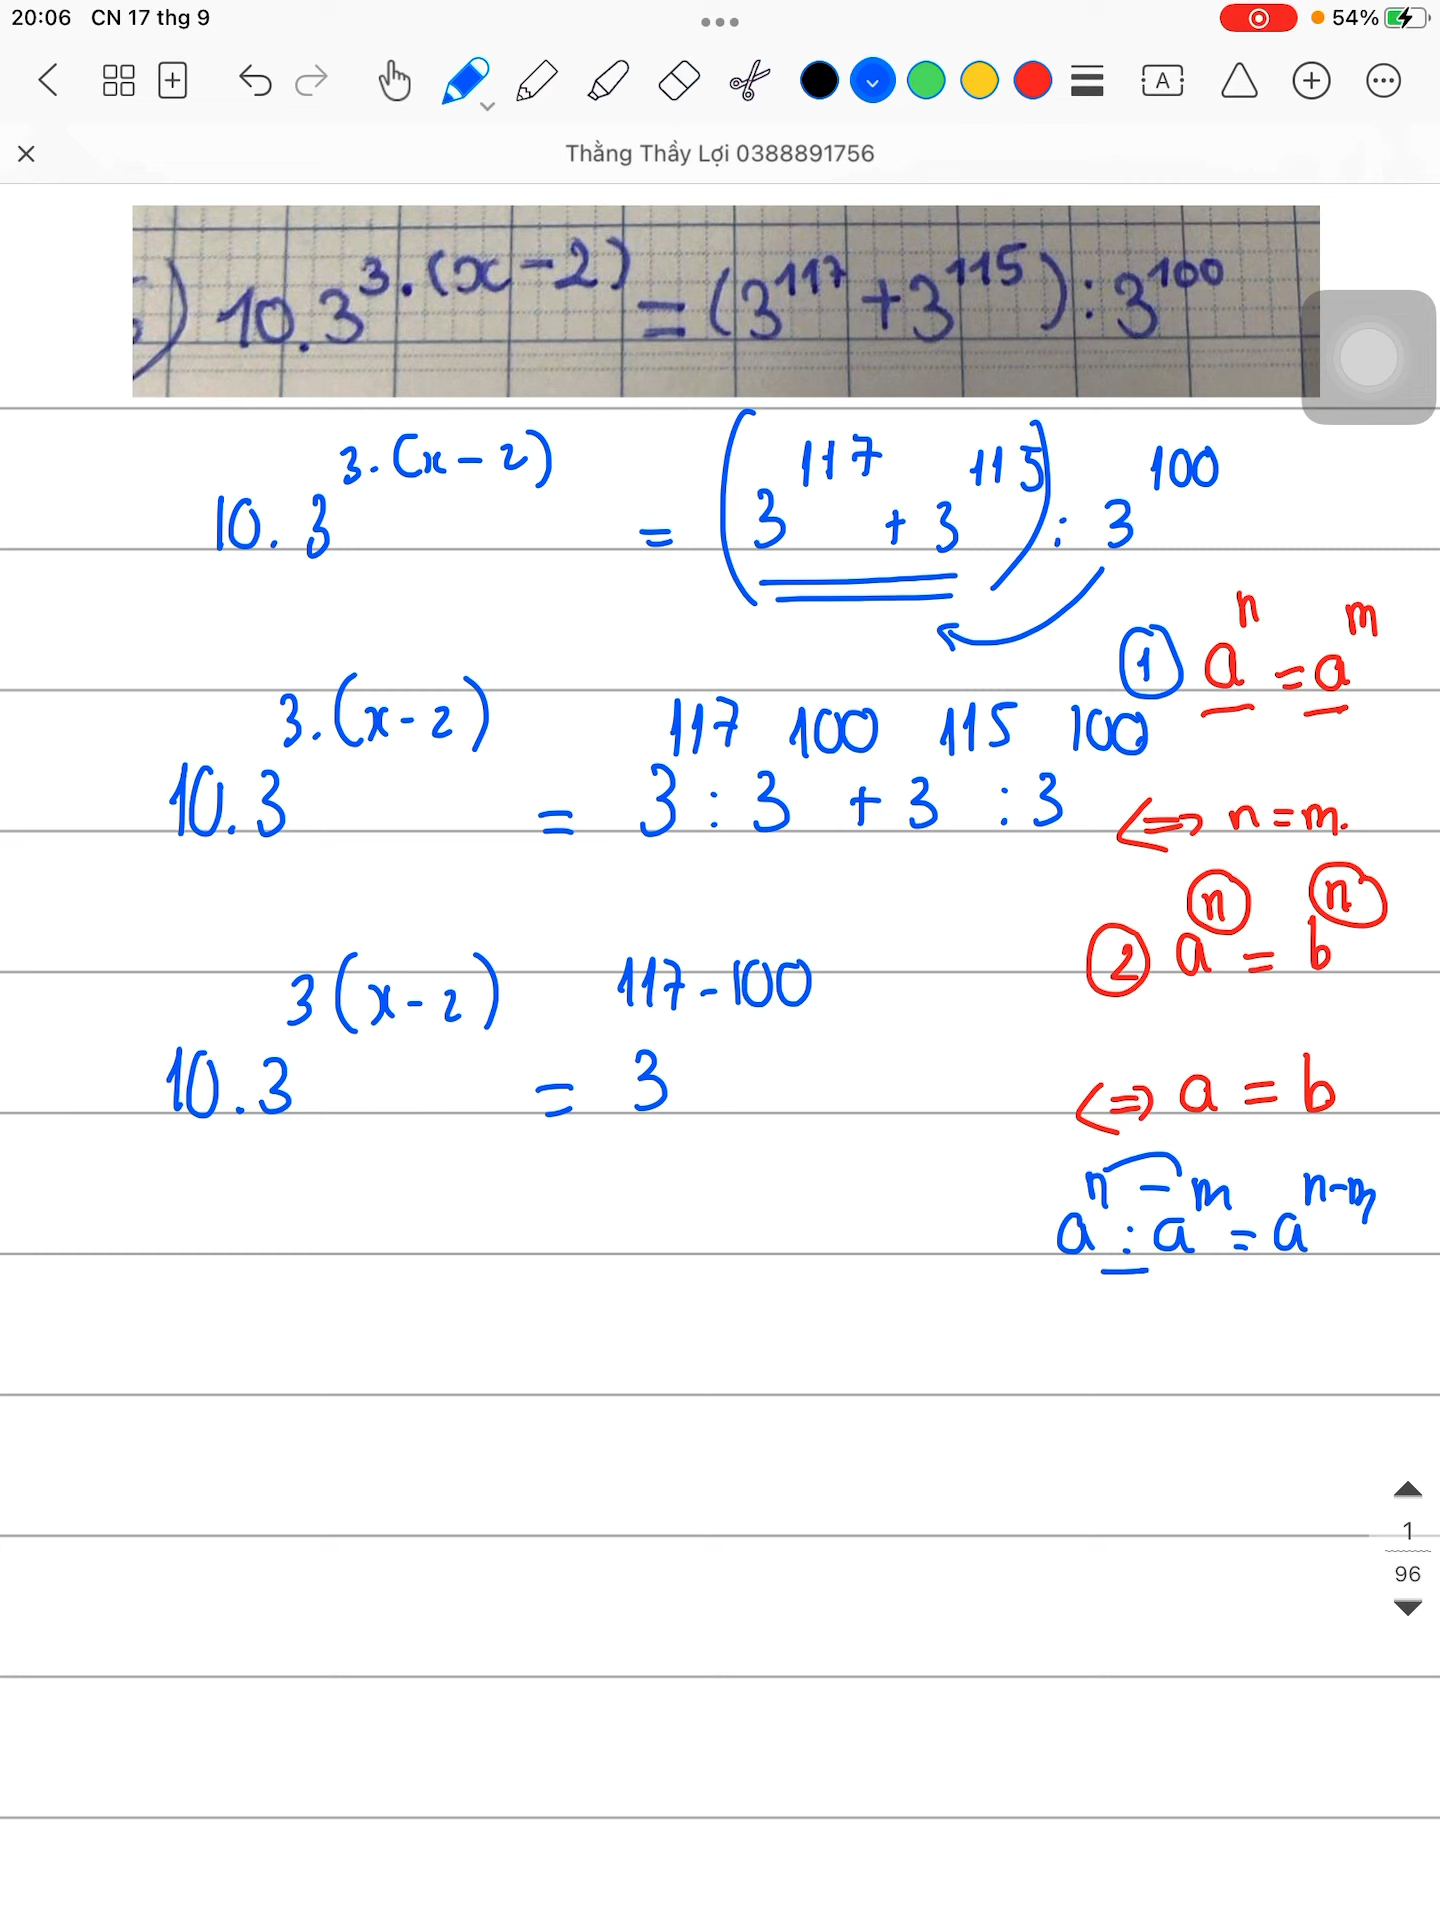 20:06 CN 17 thg 9
54%
A
Thằng Thầy Lợi 0388891756
) 10.3^3.(x-2) = (3^117 + 3^115) : 3^100
10.3^3.(x-2) = (3^117 + 3^115) : 3^100
① a^n = a^m
10.3^3.(x-2) = 3^117 : 3^100 + 3^115 : 3^100
<=> n = m.
② a^n = b^n
10.3^3(x-2) = 3^117-100
<=> a = b
a^n : a^m = a^n-m
n - m
1
96